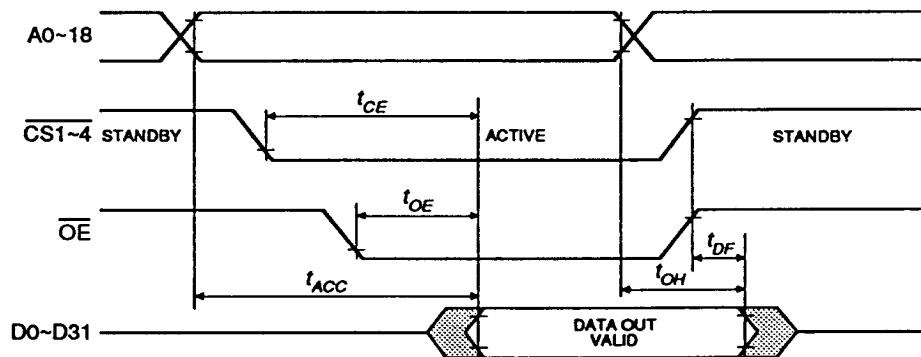 A0~18
t_CE
CS1~4 STANDBY ACTIVE STANDBY
t_OE
OE
t_DF
t_ACC t_OH
D0~D31 DATA OUT
VALID